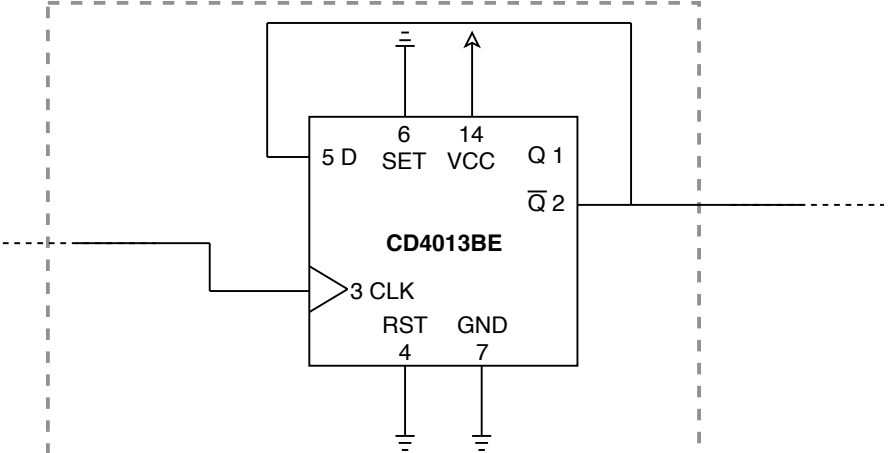 6 14
5 D SET VCC Q 1
Q̅ 2
CD4013BE
3 CLK
RST GND
4 7